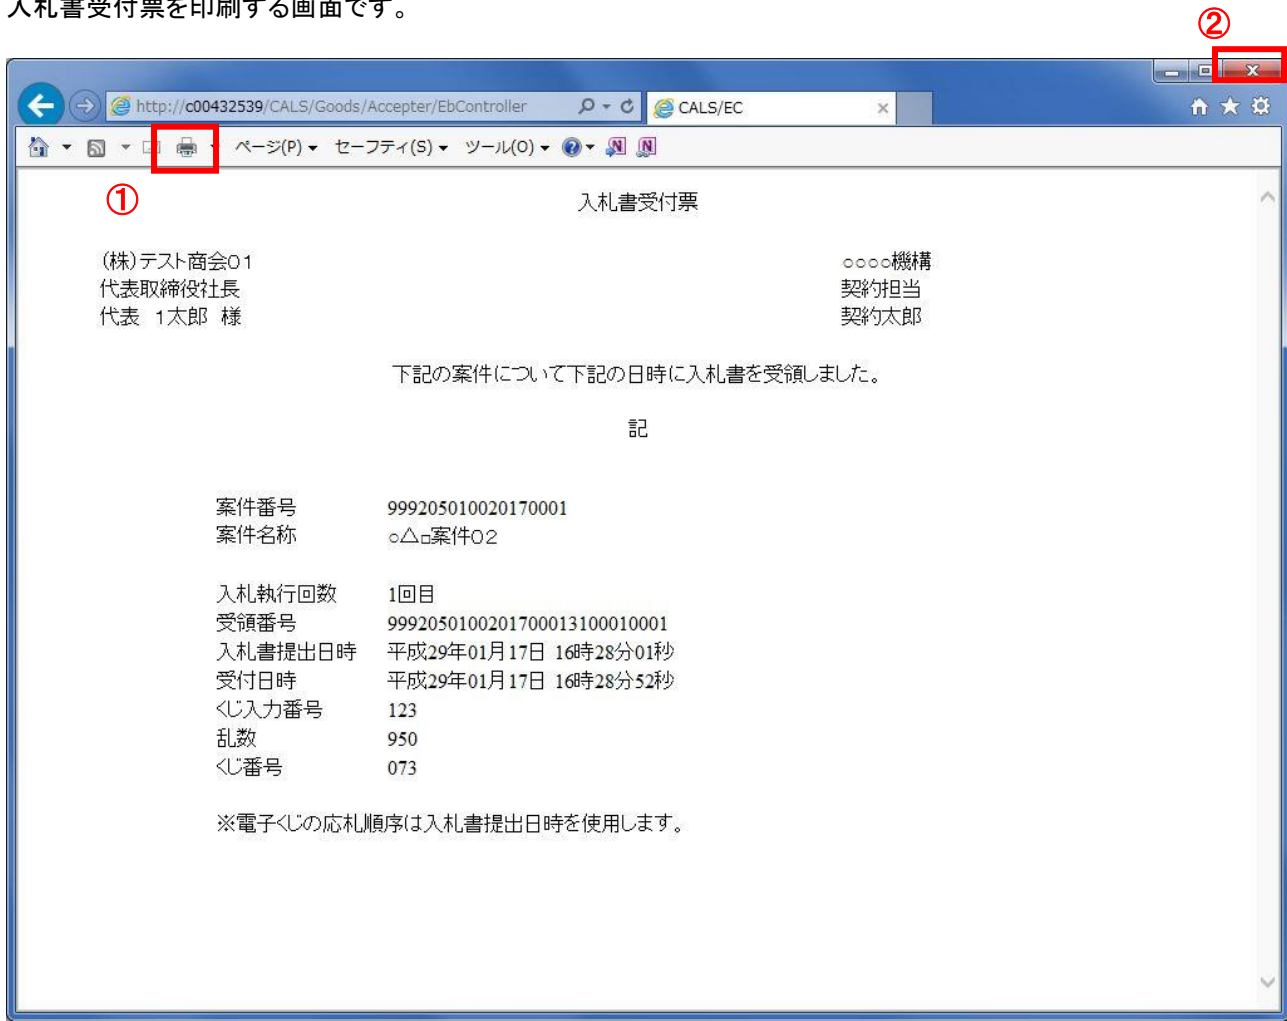 入札書受付票を印刷する画面です。
②
http://c00432539/CALS/Goods/Accepter/EbController
CALS/EC
ページ(P) セーフティ(S) ツール(O)
①
入札書受付票
(株)テスト商会01
代表取締役社長
代表 1太郎 様
○○○○機構
契約担当
契約太郎
下記の案件について下記の日時に入札書を受領しました。
記
案件番号 999205010020170001
案件名称 ○△□案件02
入札執行回数 1回目
受領番号 9992050100201700013100010001
入札書提出日時 平成29年01月17日 16時28分01秒
受付日時 平成29年01月17日 16時28分52秒
くじ入力番号 123
乱数 950
くじ番号 073
※電子くじの応札順序は入札書提出日時を使用します。